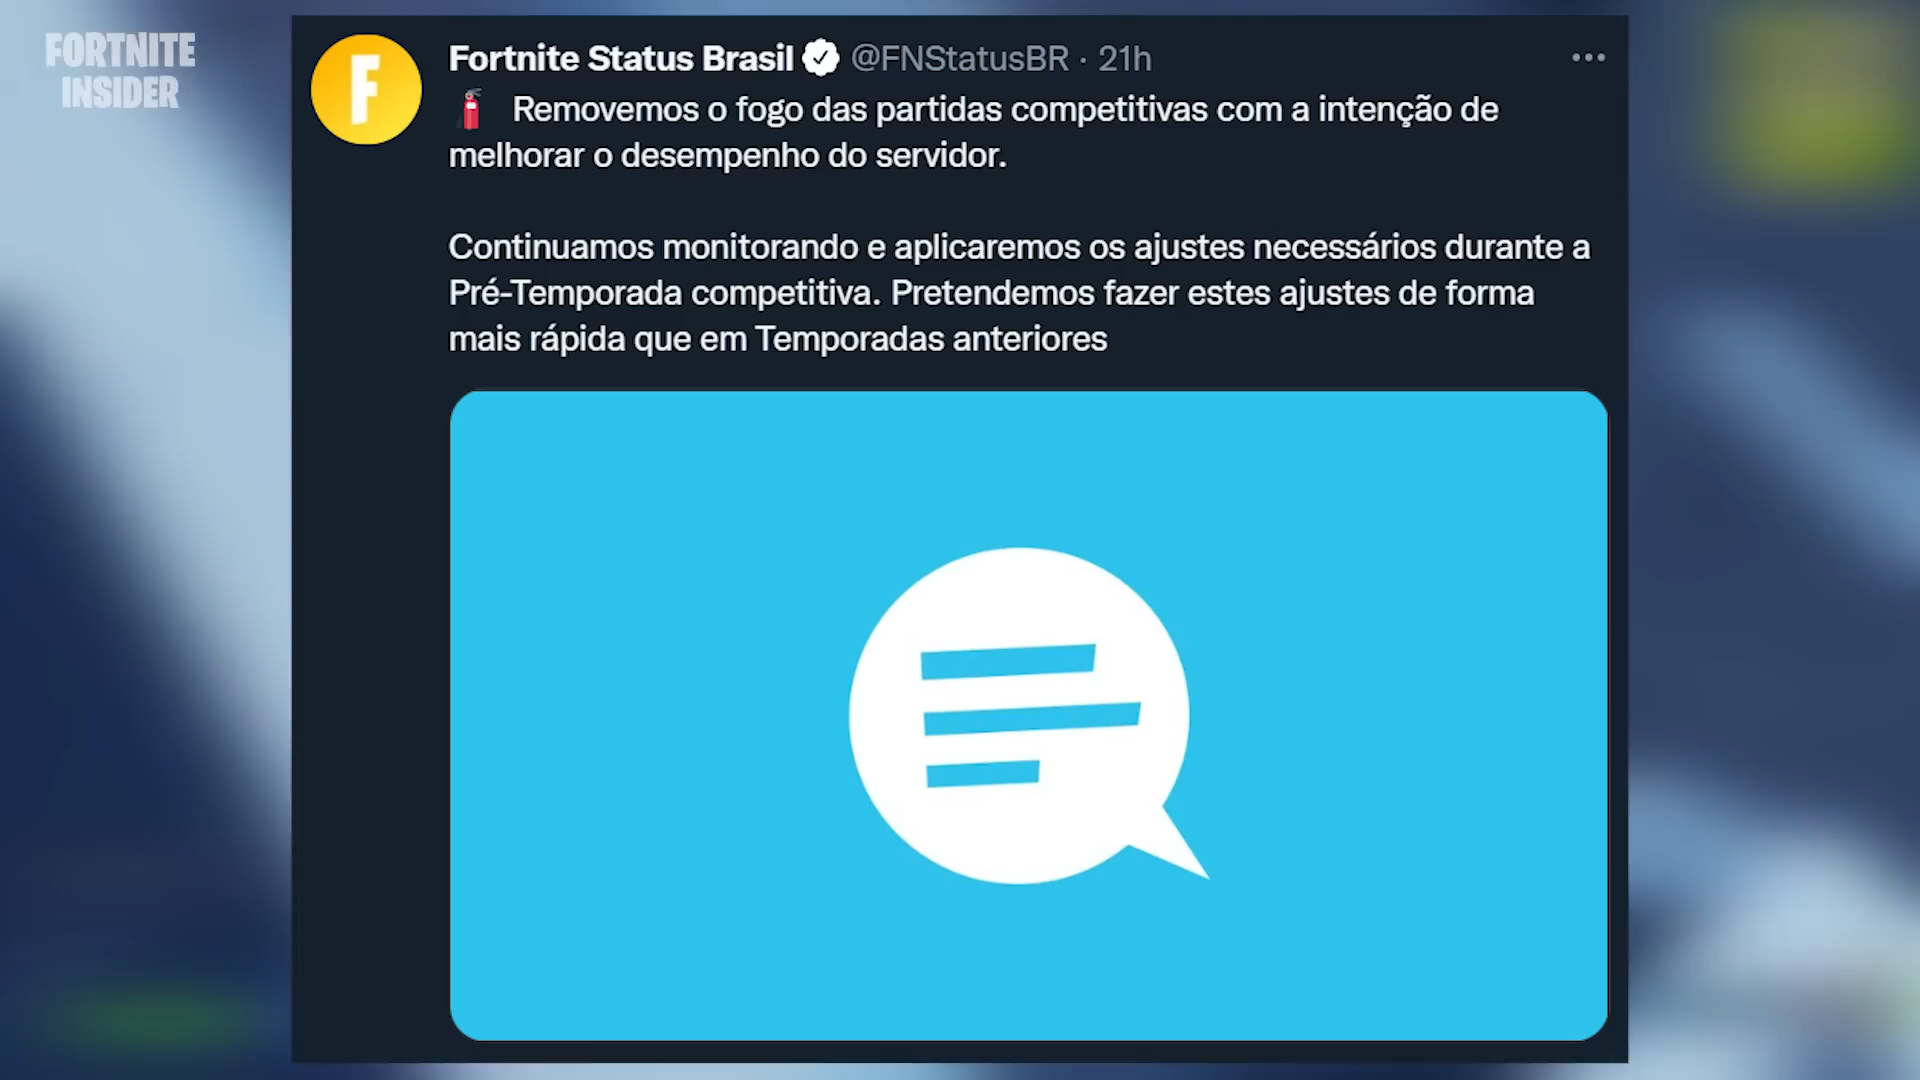 FORTNITE
INSIDER
F
Fortnite Status Brasil @FNStatusBR · 21h
Removemos o fogo das partidas competitivas com a intenção de
melhorar o desempenho do servidor.
Continuamos monitorando e aplicaremos os ajustes necessários durante a
Pré-Temporada competitiva. Pretendemos fazer estes ajustes de forma
mais rápida que em Temporadas anteriores